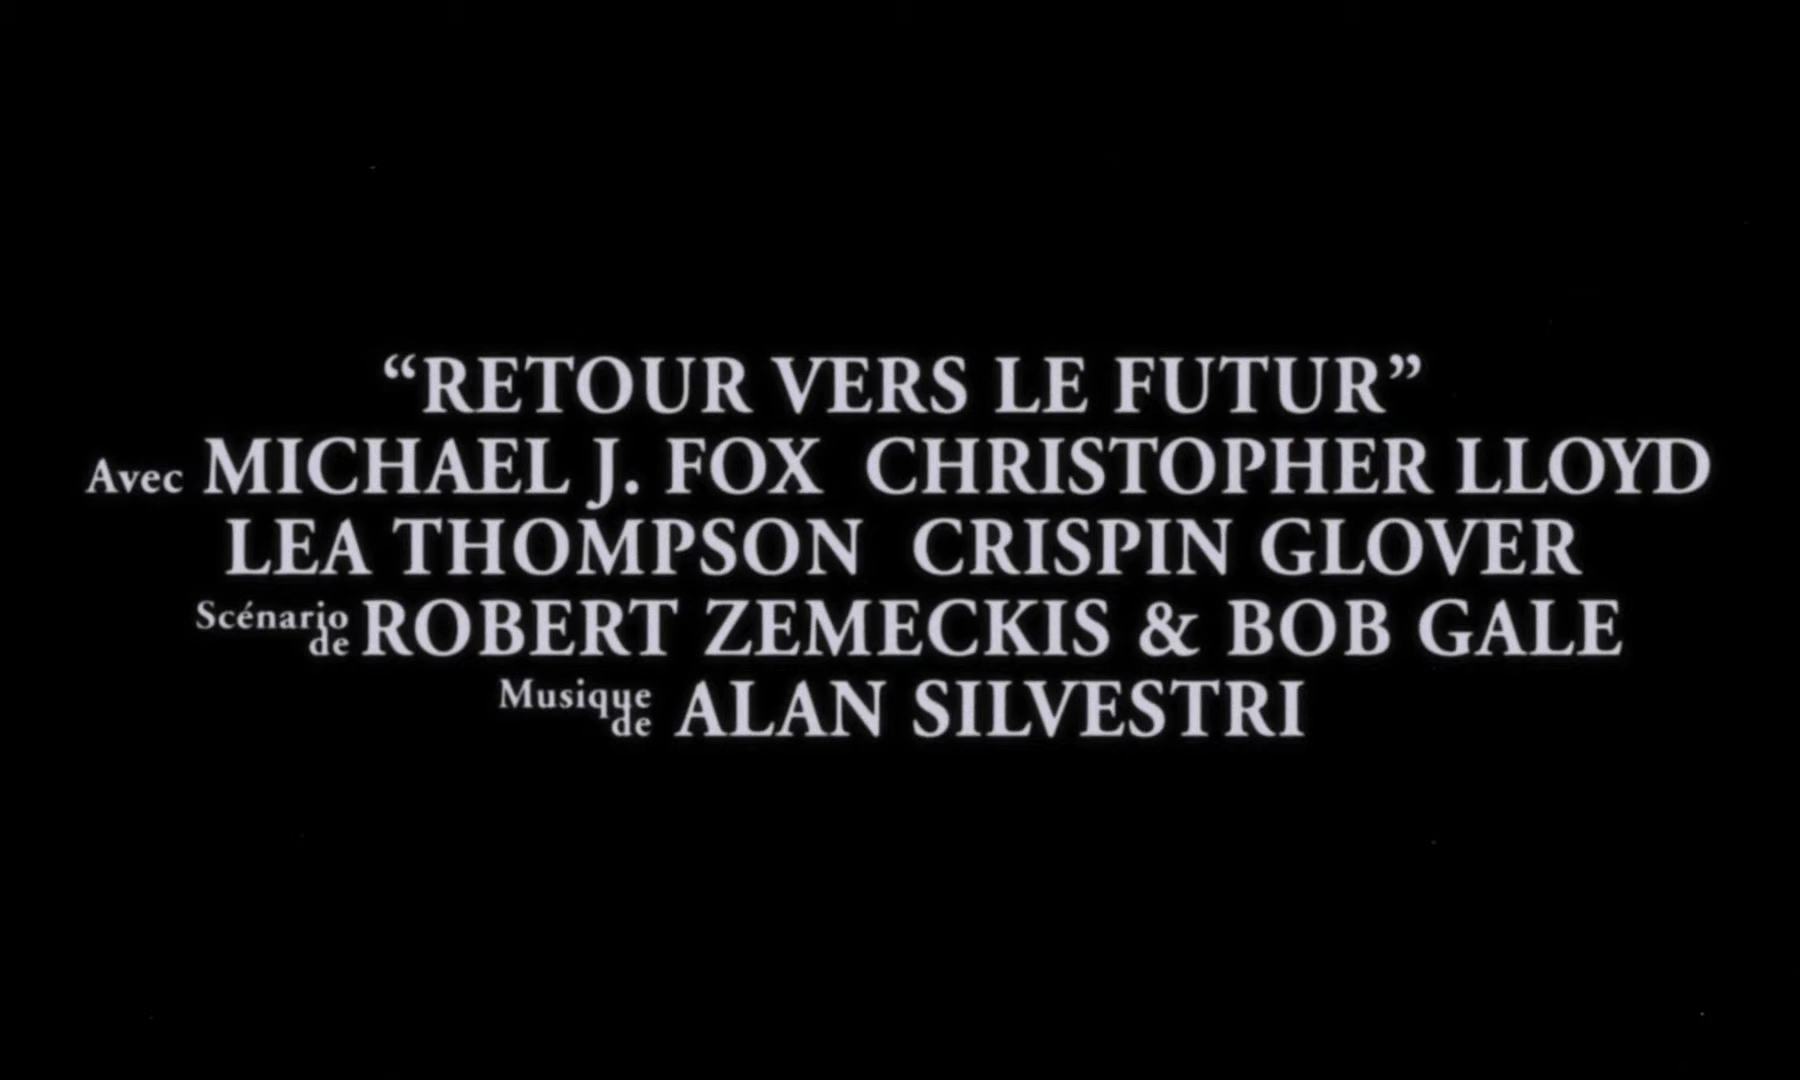 “RETOUR VERS LE FUTUR”
Avec MICHAEL J. FOX CHRISTOPHER LLOYD
LEA THOMPSON CRISPIN GLOVER
Scénario de ROBERT ZEMECKIS & BOB GALE
Musique de ALAN SILVESTRI